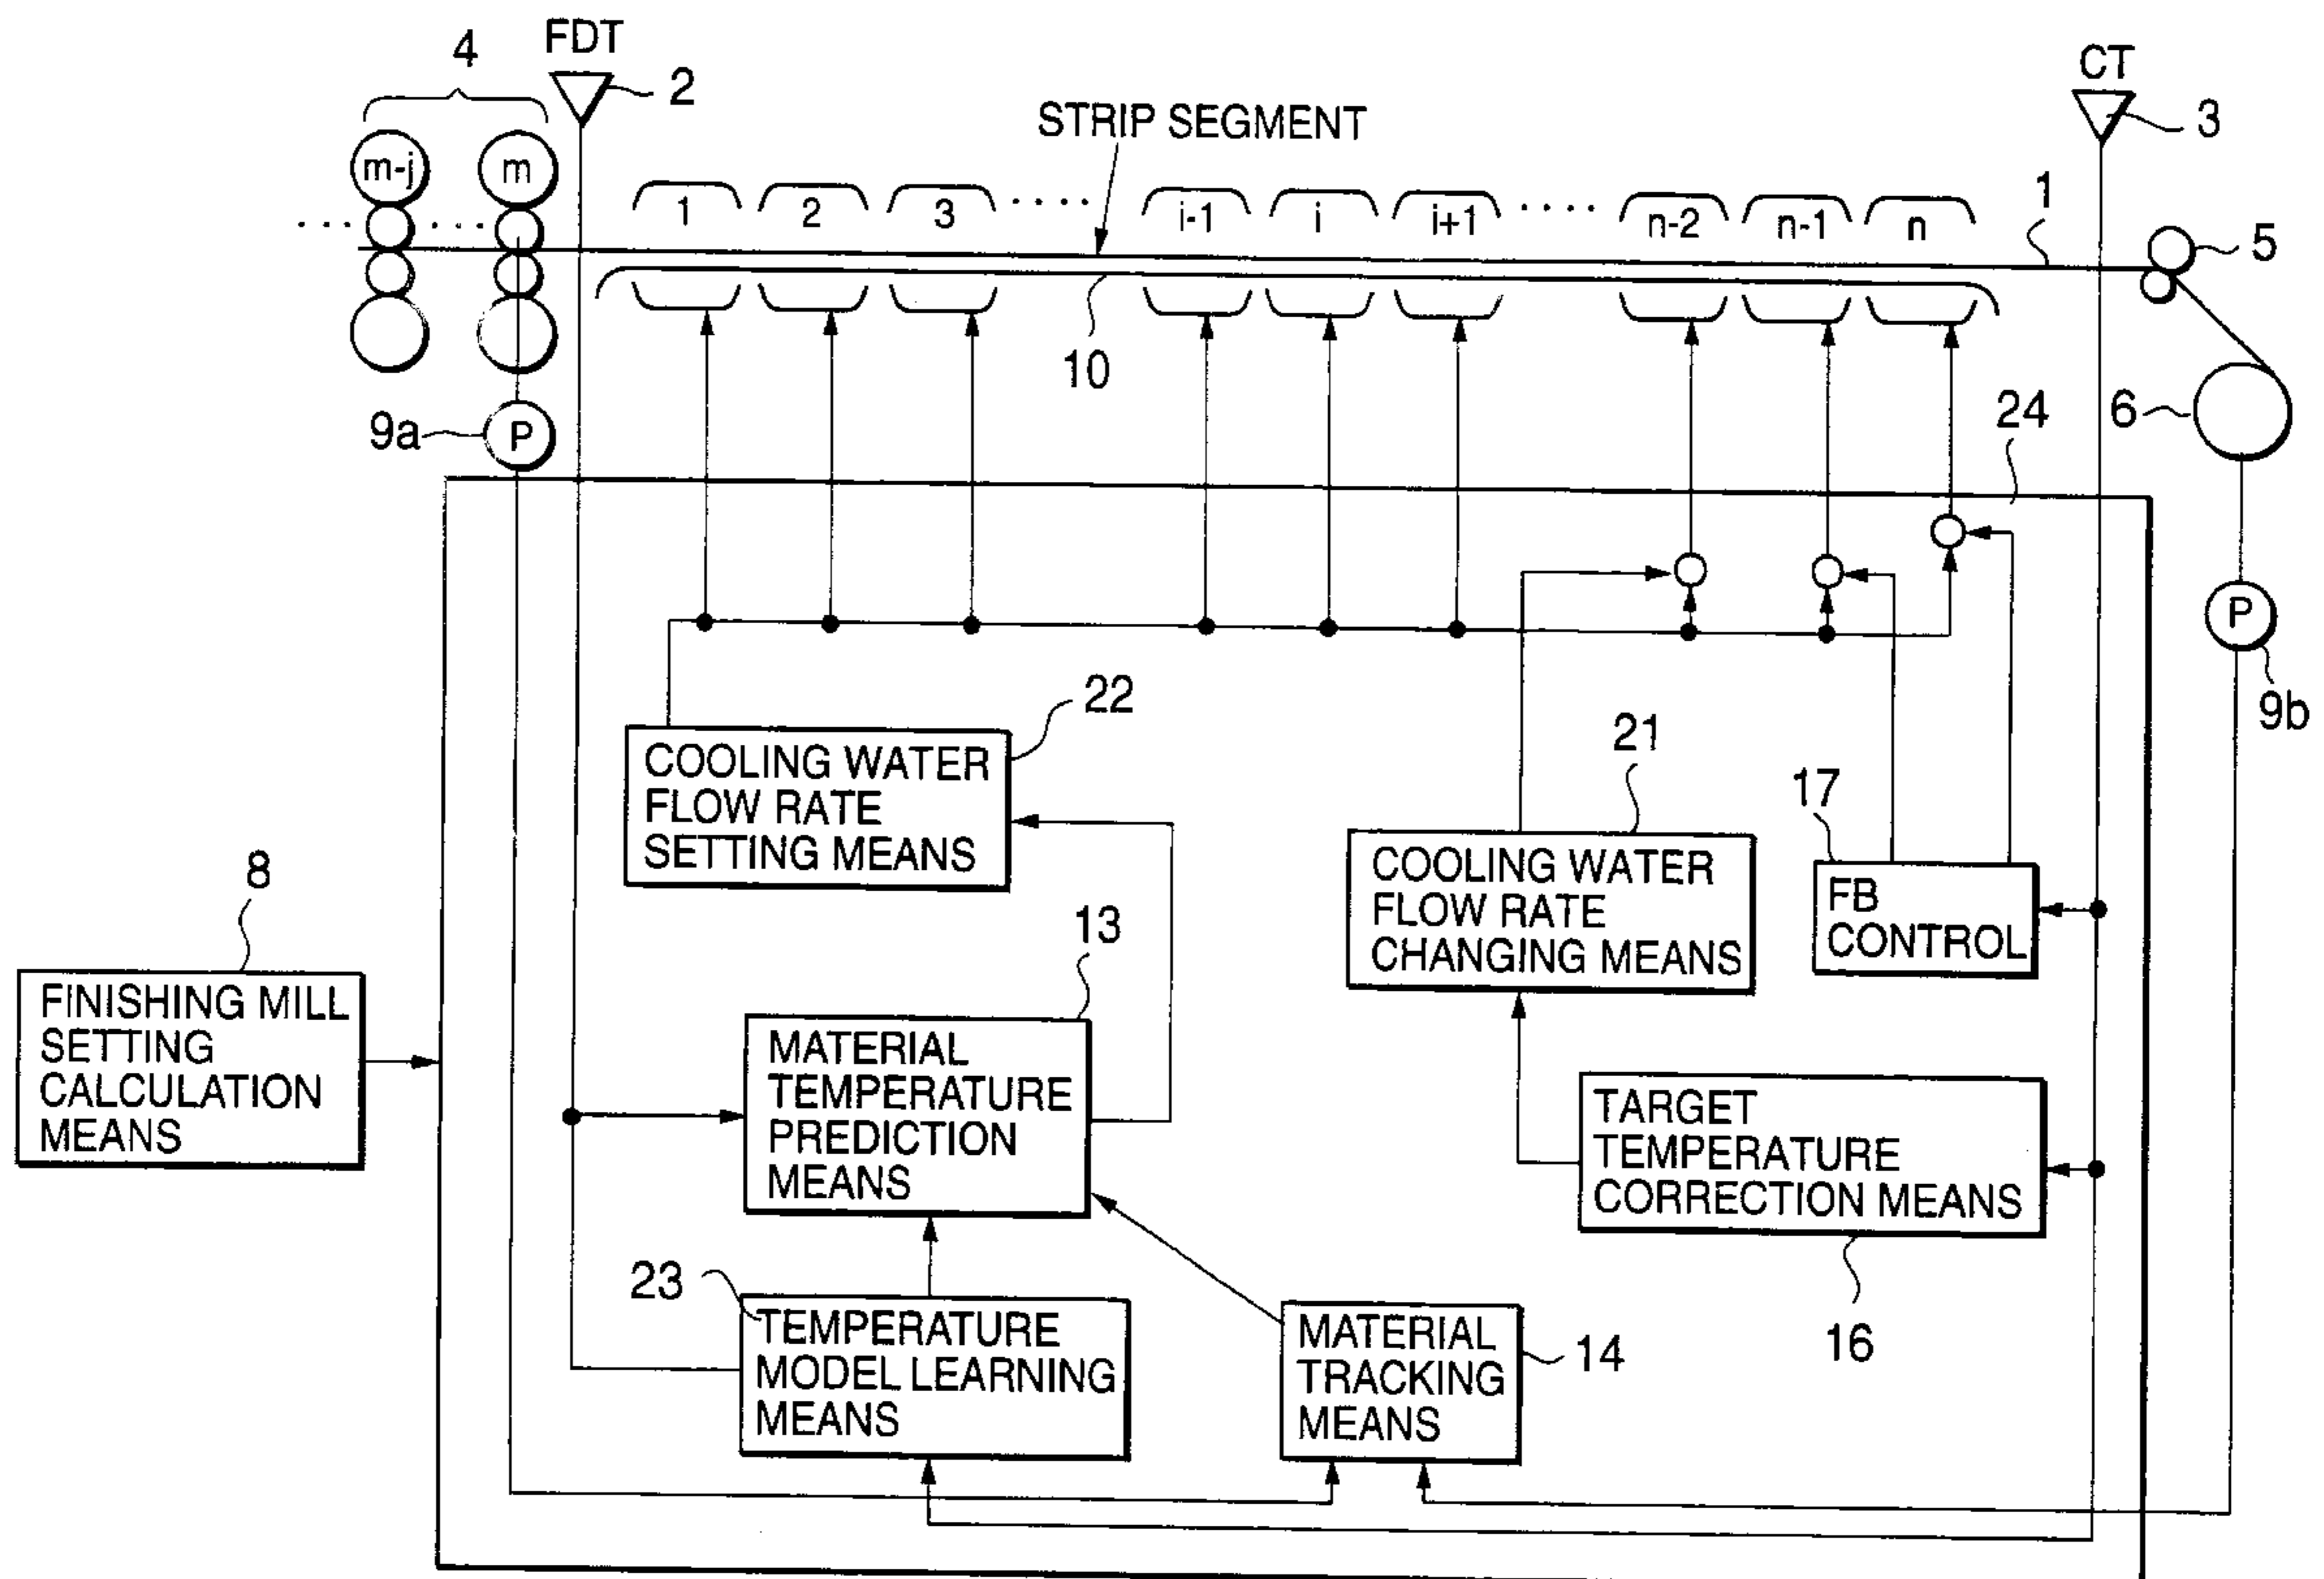 FDT
CT
4
2
3
STRIP SEGMENT
m-j
m
1
2
3
i-1
i
i+1
n-2
n-1
n
1
5
10
9a
P
24
6
P
9b
22
COOLING WATER
FLOW RATE
SETTING MEANS
21
COOLING WATER
FLOW RATE
CHANGING MEANS
17
FB
CONTROL
8
FINISHING MILL
SETTING
CALCULATION
MEANS
13
MATERIAL
TEMPERATURE
PREDICTION
MEANS
TARGET
TEMPERATURE
CORRECTION MEANS
16
23
TEMPERATURE
MODEL LEARNING
MEANS
MATERIAL
TRACKING
MEANS
14